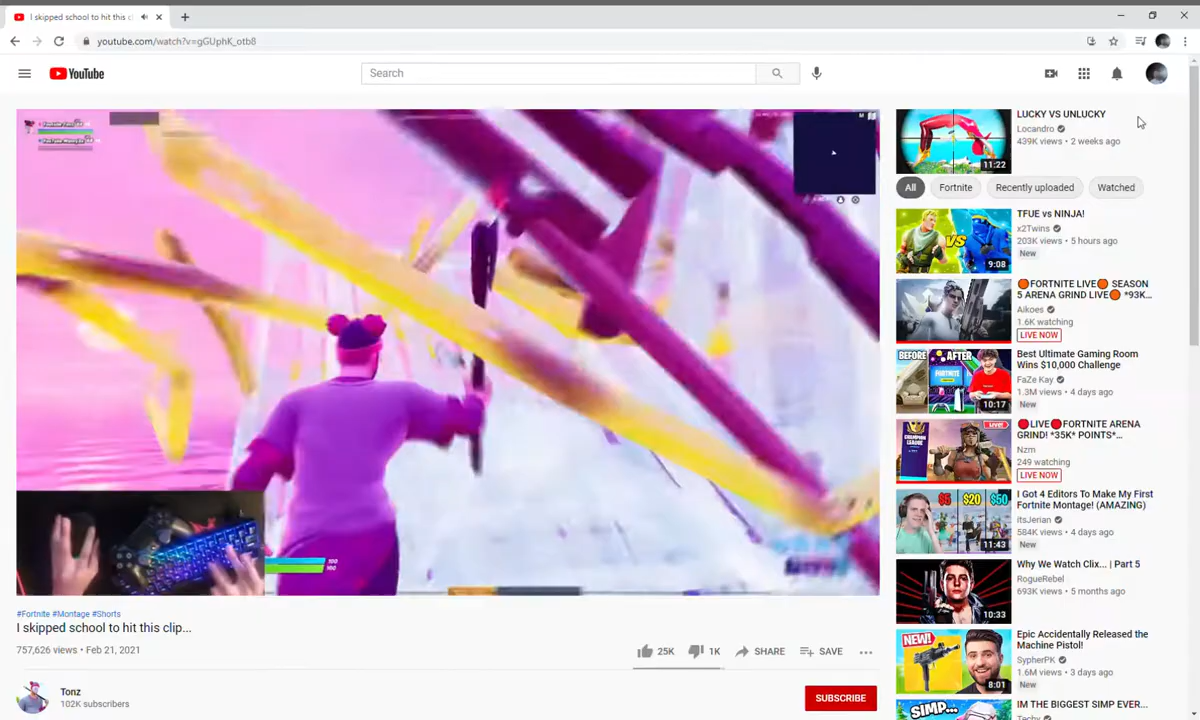 I skipped school to hit this cl
youtube.com/watch?v=gGUphK_otb8
YouTube
Search
M
100
100
#Fortnite #Montage #Shorts
I skipped school to hit this clip...
757,626 views • Feb 21, 2021
25K
1K
SHARE
SAVE
Tonz
102K subscribers
SUBSCRIBE
11:22
LUCKY VS UNLUCKY
Locandro
439K views • 2 weeks ago
All
Fortnite
Recently uploaded
Watched
VS
9:08
TFUE vs NINJA!
x2Twins
203K views • 5 hours ago
New
FORTNITE LIVE SEASON
5 ARENA GRIND LIVE *93K...
Aikoes
1.6K watching
LIVE NOW
BEFORE
AFTER
FORTNITE
10:17
Best Ultimate Gaming Room
Wins $10,000 Challenge
FaZe Kay
1.3M views • 4 days ago
New
CHAMPION
LEAGUE
LIVE!
LIVE FORTNITE ARENA
GRIND! *35K* POINTS*...
Nzm
249 watching
LIVE NOW
$5
$20
$50
11:43
I Got 4 Editors To Make My First
Fortnite Montage! (AMAZING)
itsJerian
584K views • 4 days ago
New
10:33
Why We Watch Clix... | Part 5
RogueRebel
693K views • 5 months ago
NEW!
8:01
Epic Accidentally Released the
Machine Pistol!
SypherPK
1.6M views • 3 days ago
New
SIMP...
IM THE BIGGEST SIMP EVER...
Techy